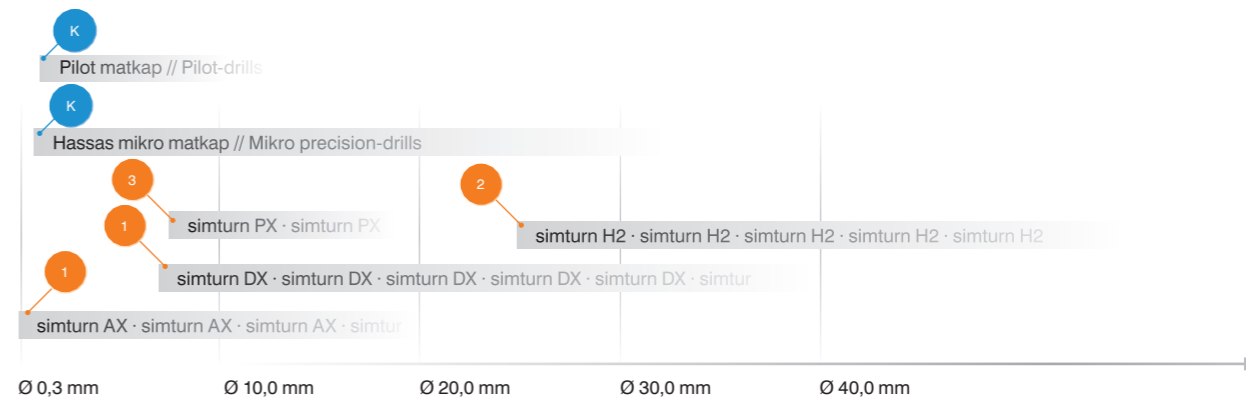 K
Pilot matkap // Pilot-drills
K
Hassas mikro matkap // Mikro precision-drills
3
simturn PX · simturn PX
2
simturn H2 · simturn H2 · simturn H2 · simturn H2 · simturn H2
1
simturn DX · simturn DX · simturn DX · simturn DX · simturn DX · simtur
1
simturn AX · simturn AX · simturn AX · simtur
Ø 0,3 mm Ø 10,0 mm Ø 20,0 mm Ø 30,0 mm Ø 40,0 mm